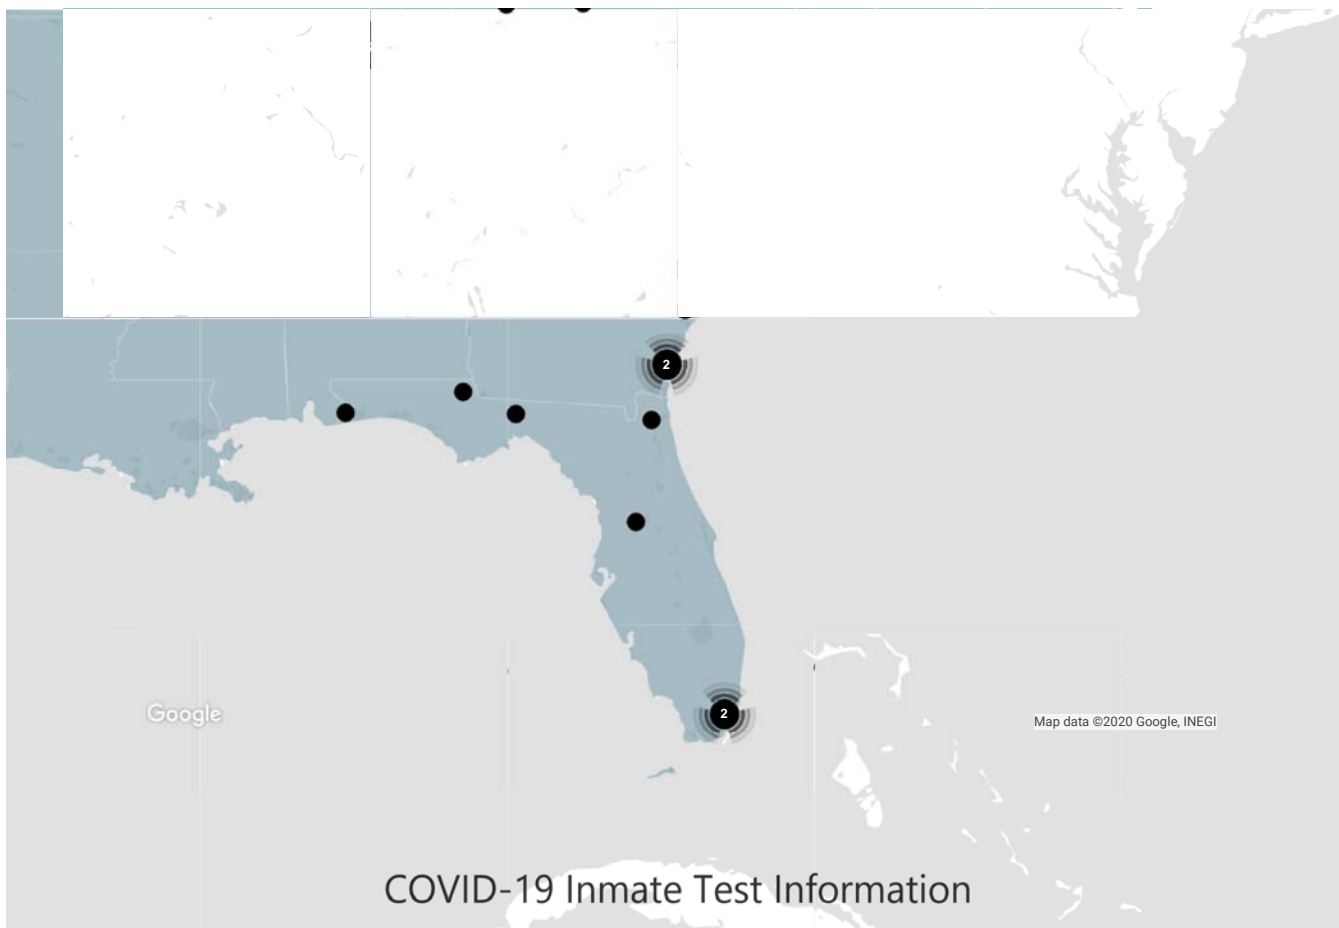 2
2
Google
Map data ©2020 Google, INEGI
COVID-19 Inmate Test Information